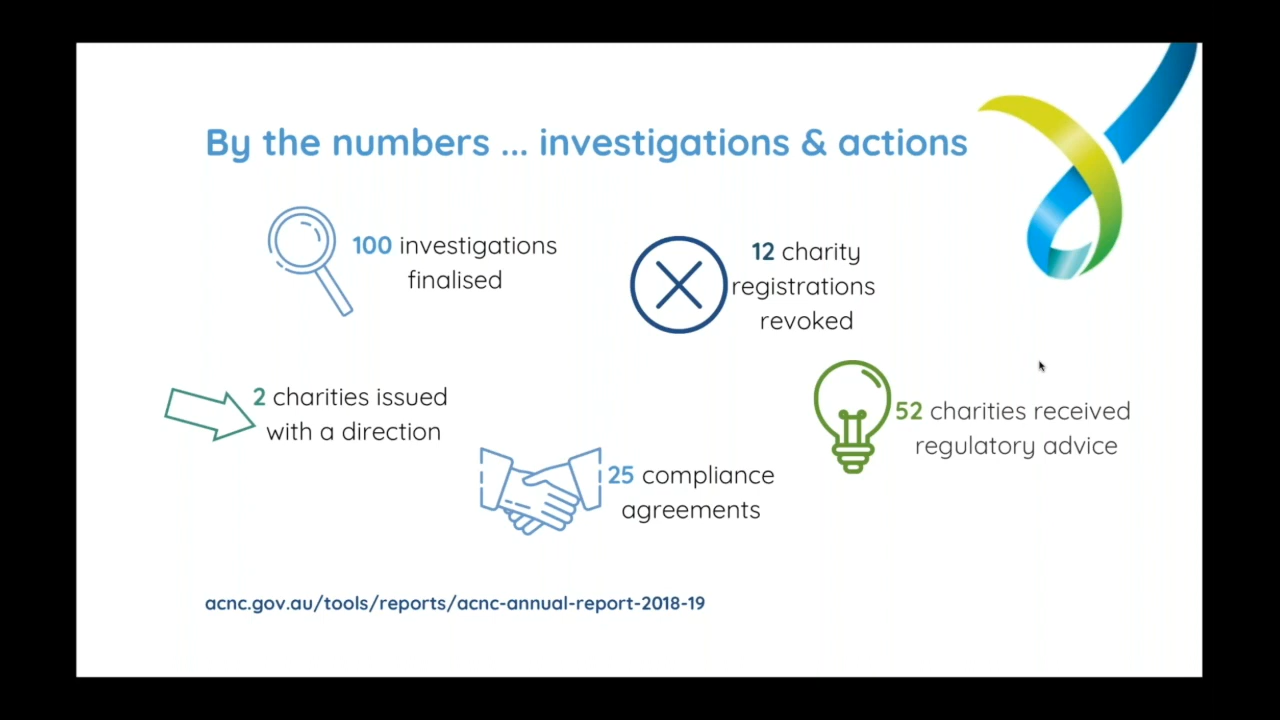 By the numbers ... investigations & actions
100 investigations
finalised
12 charity
registrations
revoked
2 charities issued
with a direction
52 charities received
regulatory advice
25 compliance
agreements
acnc.gov.au/tools/reports/acnc-annual-report-2018-19